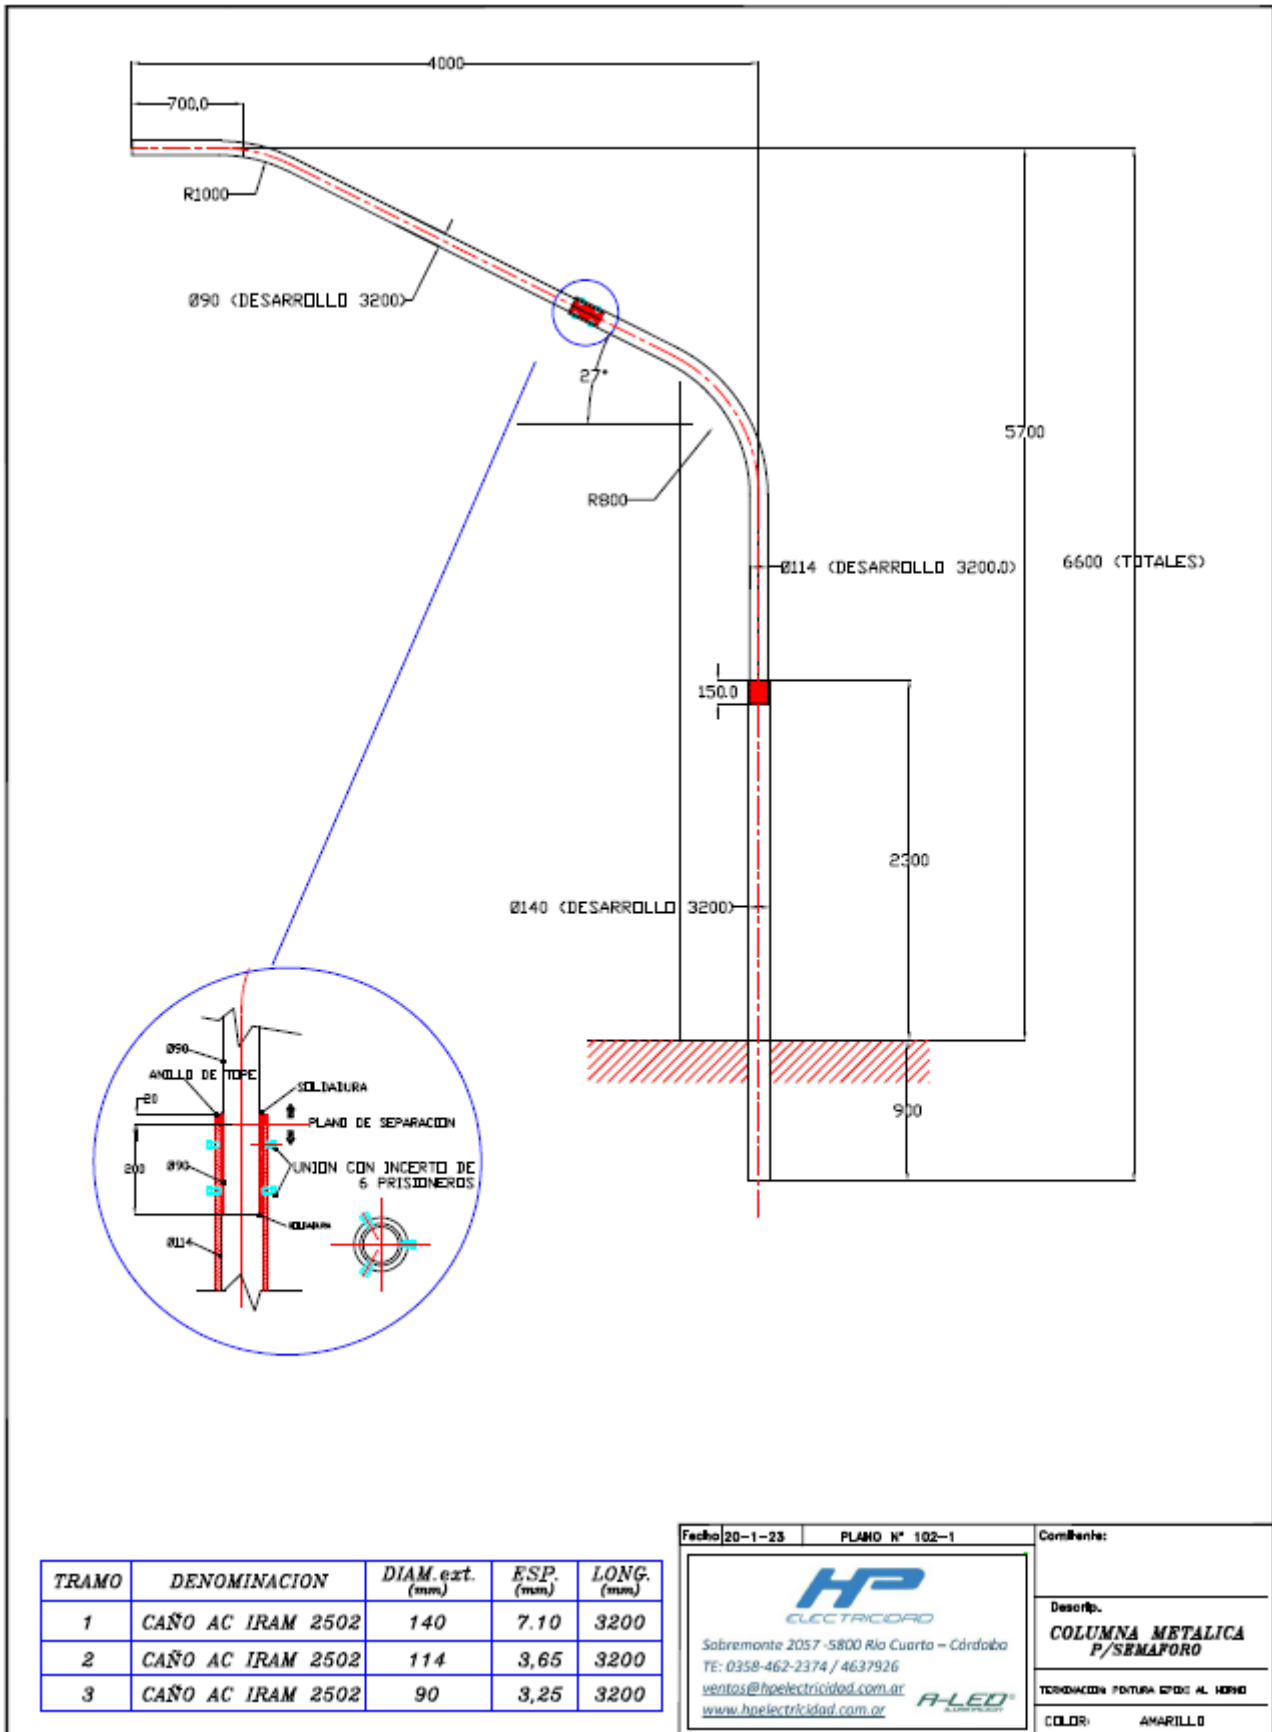 4000
700.0
R1000
Ø90 (DESARROLLO 3200)
27°
5700
R800
Ø114 (DESARROLLO 3200.0)
6600 (TOTALES)
150.0
2300
Ø140 (DESARROLLO 3200)
900
Ø90
ANILLO DE TOPE
SOLDADURA
20
PLANO DE SEPARACION
200
Ø90
UNION CON INCERTO DE
6 PRISIONEROS
SOLDADURA
Ø114
TRAMO DENOMINACION DIAM.ext. (mm) ESP. (mm) LONG. (mm)
1 CAÑO AC IRAM 2502 140 7.10 3200
2 CAÑO AC IRAM 2502 114 3,65 3200
3 CAÑO AC IRAM 2502 90 3,25 3200
Fecha 20-1-23 PLANO N° 102-1
HP
ELECTRICIDAD
Sobremonte 2057 -5800 Río Cuarto – Córdoba
TE: 0358-462-2374 / 4637926
ventas@hpelectricidad.com.ar
www.hpelectricidad.com.ar
A-LED®
ILUMINACION
Comitente:
Descrip.
COLUMNA METALICA
P/SEMAFORO
TERMINACION: PINTURA EPOXI AL HORNO
COLOR: AMARILLO